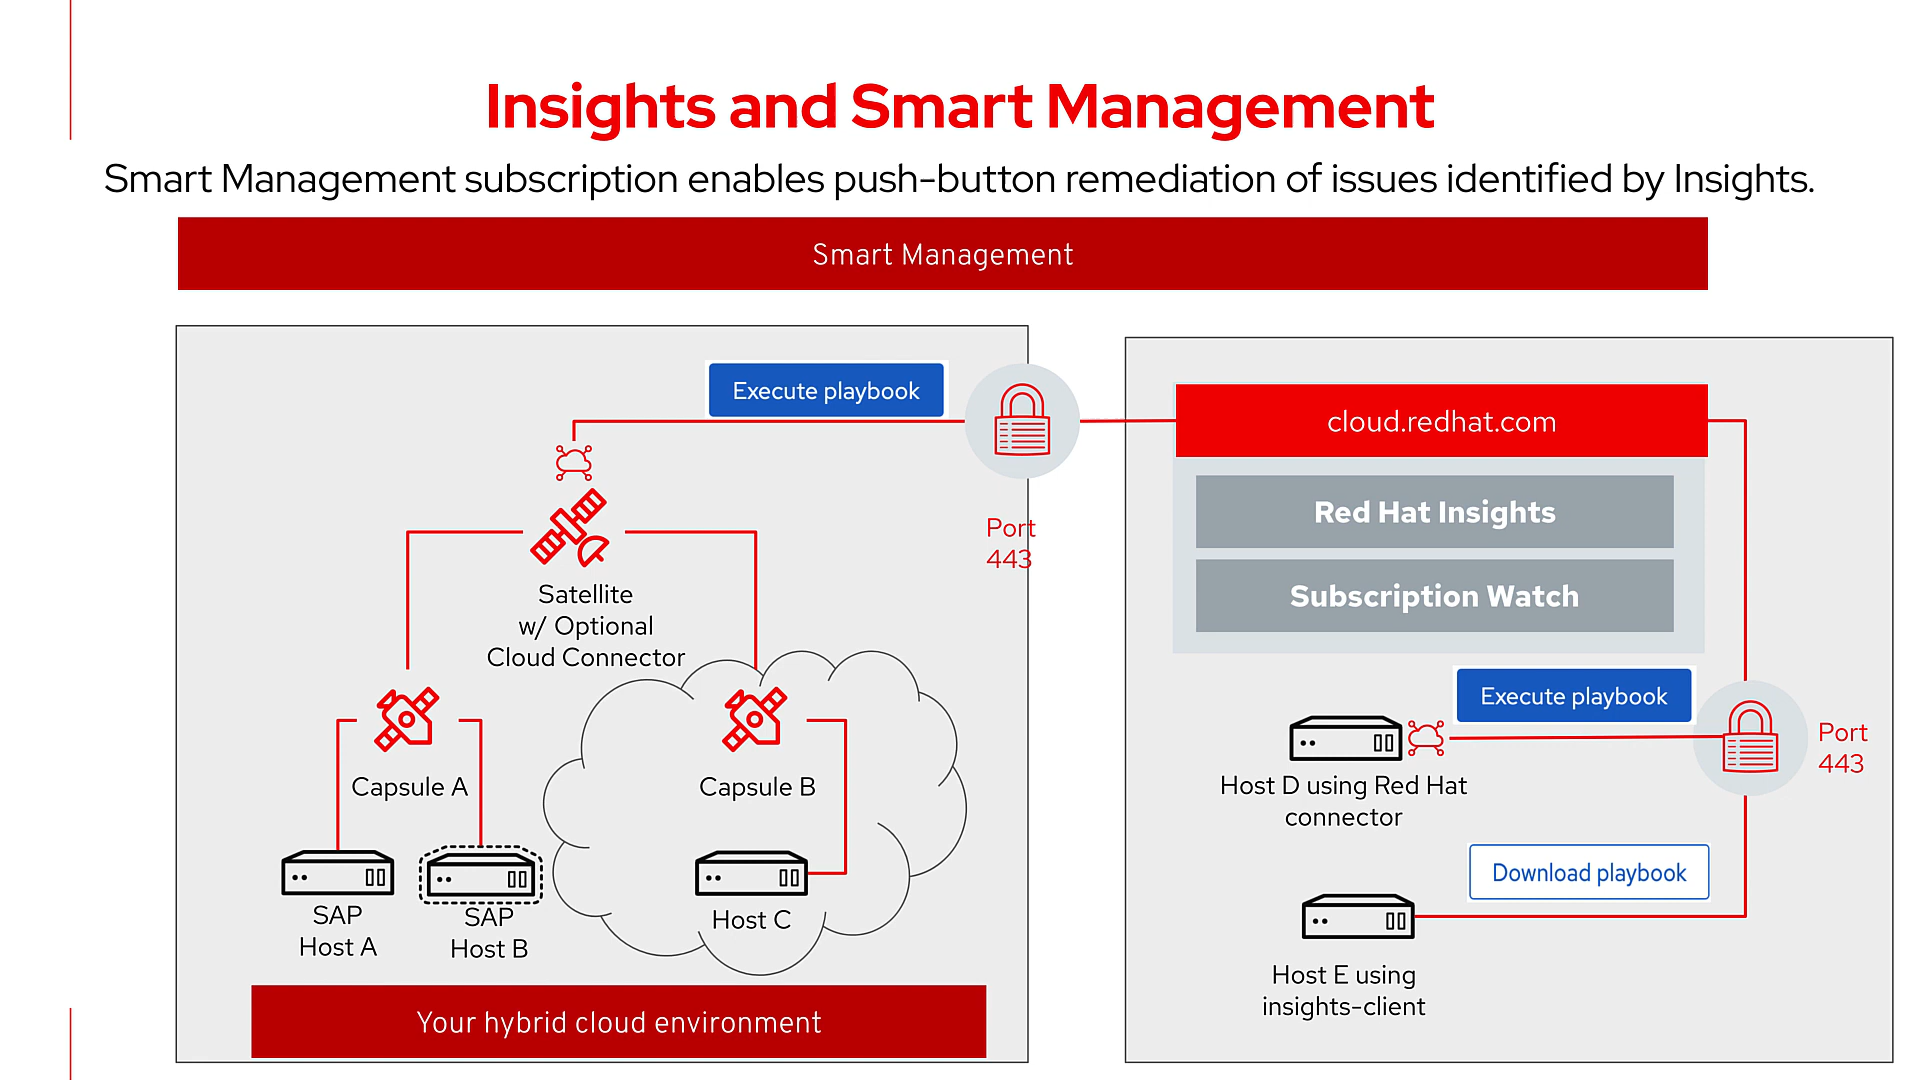 Insights and Smart Management
Smart Management subscription enables push-button remediation of issues identified by Insights.
Smart Management
Execute playbook
Port
443
Satellite
w/ Optional
Cloud Connector
Capsule A
Capsule B
SAP
Host A
SAP
Host B
Host C
Your hybrid cloud environment
cloud.redhat.com
Red Hat Insights
Subscription Watch
Execute playbook
Port
443
Host D using Red Hat
connector
Download playbook
Host E using
insights-client